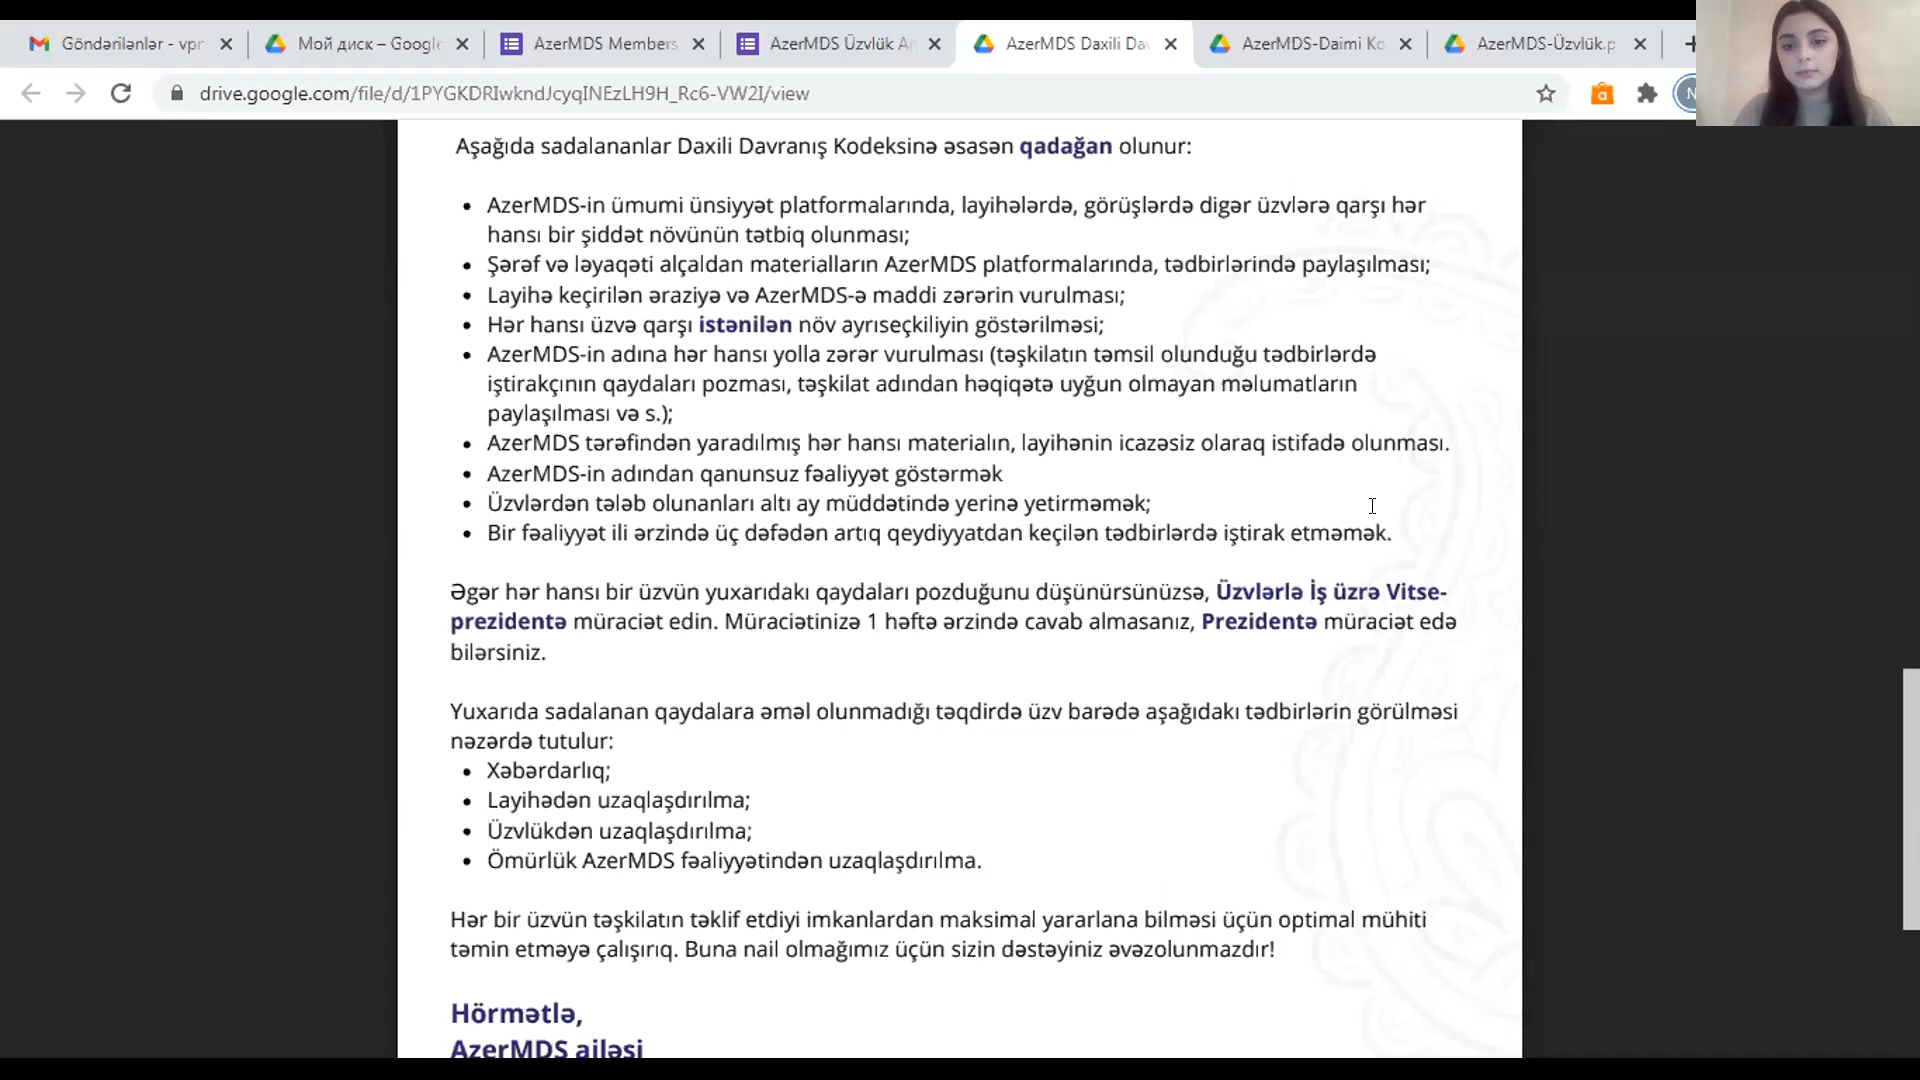 Göndərilənlər - vpr
Мой диск – Google
AzerMDS Members
AzerMDS Üzvlük An
AzerMDS Daxili Da
AzerMDS-Daimi Ko
AzerMDS-Üzvlük.p
drive.google.com/file/d/1PYGKDRIwkndJcyqINEzLH9H_Rc6-VW2I/view
Aşağıda sadalananlar Daxili Davranış Kodeksinə əsasən qadağan olunur:
• AzerMDS-in ümumi ünsiyyət platformalarında, layihələrdə, görüşlərdə digər üzvlərə qarşı hər
hansı bir şiddət növünün tətbiq olunması;
• Şərəf və ləyaqəti alçaldan materialların AzerMDS platformalarında, tədbirlərində paylaşılması;
• Layihə keçirilən əraziyə və AzerMDS-ə maddi zərərin vurulması;
• Hər hansı üzvə qarşı istənilən növ ayrıseçkiliyin göstərilməsi;
• AzerMDS-in adına hər hansı yolla zərər vurulması (təşkilatın təmsil olunduğu tədbirlərdə
iştirakçının qaydaları pozması, təşkilat adından həqiqətə uyğun olmayan məlumatların
paylaşılması və s.);
• AzerMDS tərəfindən yaradılmış hər hansı materialın, layihənin icazəsiz olaraq istifadə olunması.
• AzerMDS-in adından qanunsuz fəaliyyət göstərmək
• Üzvlərdən tələb olunanları altı ay müddətində yerinə yetirməmək;
• Bir fəaliyyət ili ərzində üç dəfədən artıq qeydiyyatdan keçilən tədbirlərdə iştirak etməmək.
Əgər hər hansı bir üzvün yuxarıdakı qaydaları pozduğunu düşünürsünüzsə, Üzvlərlə İş üzrə Vitse-
prezidentə müraciət edin. Müraciətinizə 1 həftə ərzində cavab almasanız, Prezidentə müraciət edə
bilərsiniz.
Yuxarıda sadalanan qaydalara əməl olunmadığı təqdirdə üzv barədə aşağıdakı tədbirlərin görülməsi
nəzərdə tutulur:
• Xəbərdarlıq;
• Layihədən uzaqlaşdırılma;
• Üzvlükdən uzaqlaşdırılma;
• Ömürlük AzerMDS fəaliyyətindən uzaqlaşdırılma.
Hər bir üzvün təşkilatın təklif etdiyi imkanlardan maksimal yararlana bilməsi üçün optimal mühiti
təmin etməyə çalışırıq. Buna nail olmağımız üçün sizin dəstəyiniz əvəzolunmazdır!
Hörmətlə,
AzerMDS ailəsi